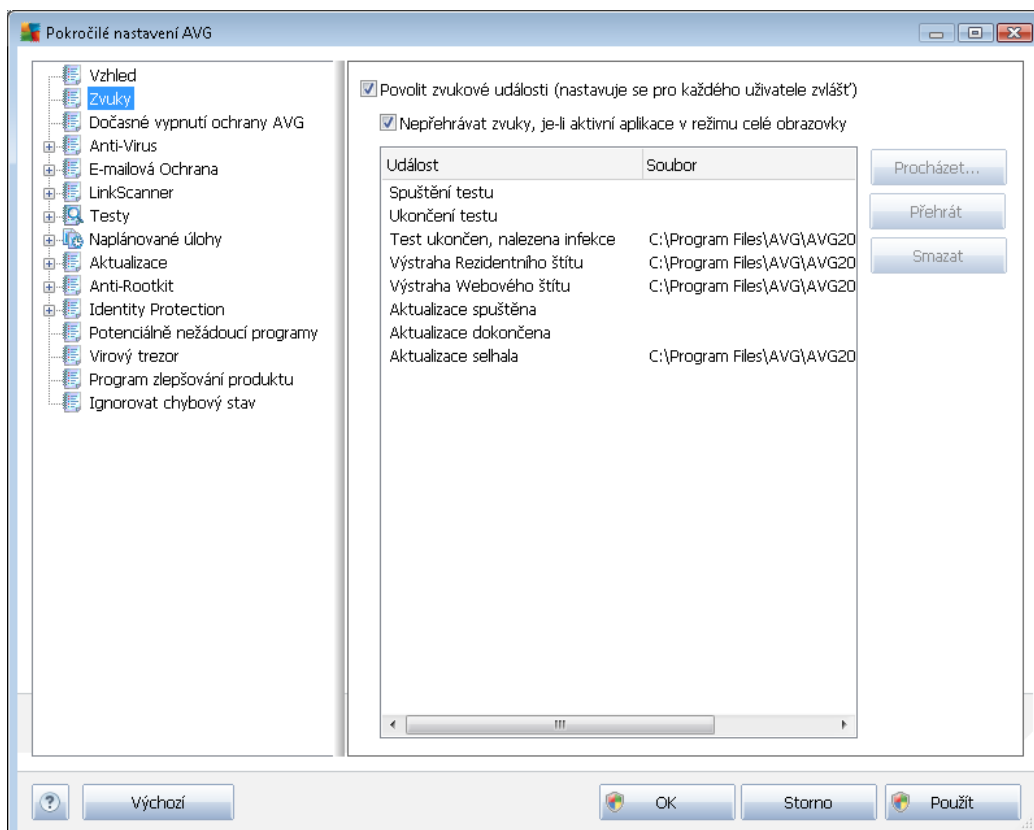 Pokročilé nastavení AVG
Vzhled
Zvuky
Dočasné vypnutí ochrany AVG
Anti-Virus
E-mailová Ochrana
LinkScanner
Testy
Naplánované úlohy
Aktualizace
Anti-Rootkit
Identity Protection
Potenciálně nežádoucí programy
Virový trezor
Program zlepšování produktu
Ignorovat chybový stav
Povolit zvukové události (nastavuje se pro každého uživatele zvlášť)
Nepřehrávat zvuky, je-li aktivní aplikace v režimu celé obrazovky
Událost Soubor
Spuštění testu
Ukončení testu
Test ukončen, nalezena infekce C:\Program Files\AVG\AVG20
Výstraha Rezidentního štítu C:\Program Files\AVG\AVG20
Výstraha Webového štítu C:\Program Files\AVG\AVG20
Aktualizace spuštěna
Aktualizace dokončena
Aktualizace selhala C:\Program Files\AVG\AVG20
Procházet...
Přehrát
Smazat
? Výchozí OK Storno Použít